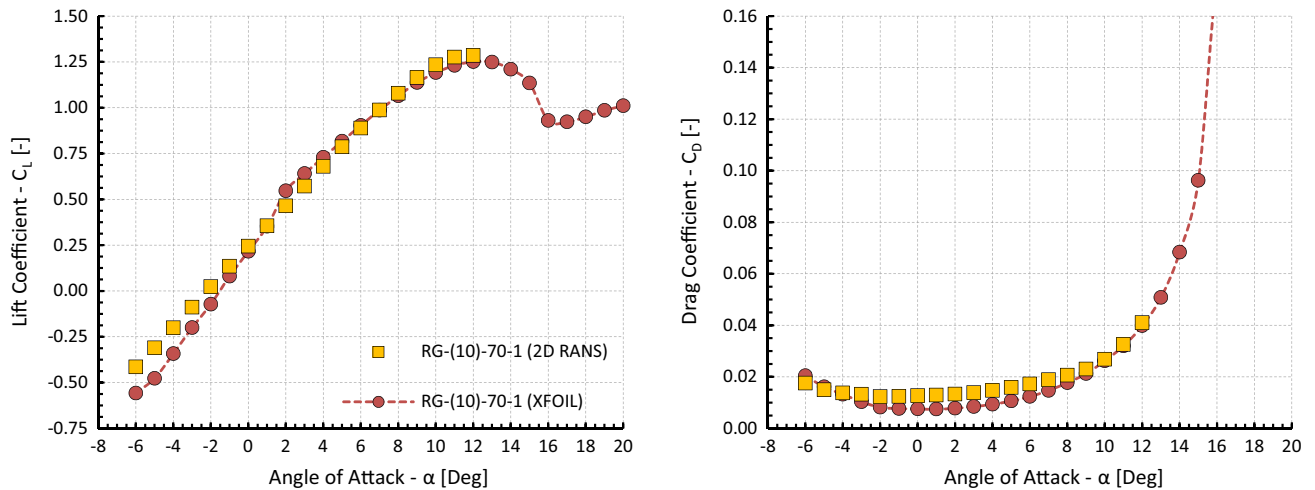 1.50
1.25
1.00
0.75
0.50
0.25
0.00
-0.25
-0.50
-0.75
Lift Coefficient - C_L [-]
RG-(10)-70-1 (2D RANS)
RG-(10)-70-1 (XFOIL)
-8 -6 -4 -2 0 2 4 6 8 10 12 14 16 18 20
Angle of Attack - α [Deg]
0.16
0.14
0.12
0.10
0.08
0.06
0.04
0.02
0.00
Drag Coefficient - C_D [-]
-8 -6 -4 -2 0 2 4 6 8 10 12 14 16 18 20
Angle of Attack - α [Deg]